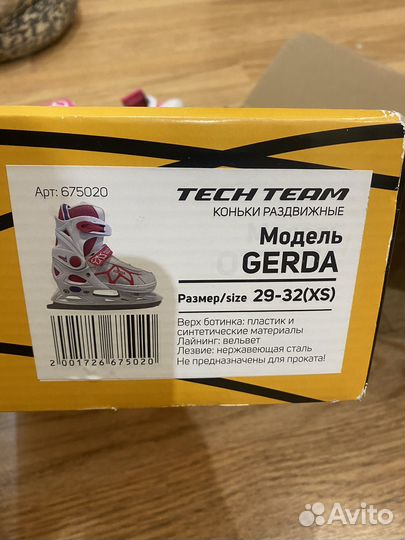 Арт: 675020
TECH TEAM
КОНЬКИ РАЗДВИЖНЫЕ
Модель
GERDA
Размер/size 29-32(XS)
Верх ботинка: пластик и
синтетические материалы
Лайнинг: вельвет
Лезвие: нержавеющая сталь
Не предназначены для проката!
2 001726 675020
Avito